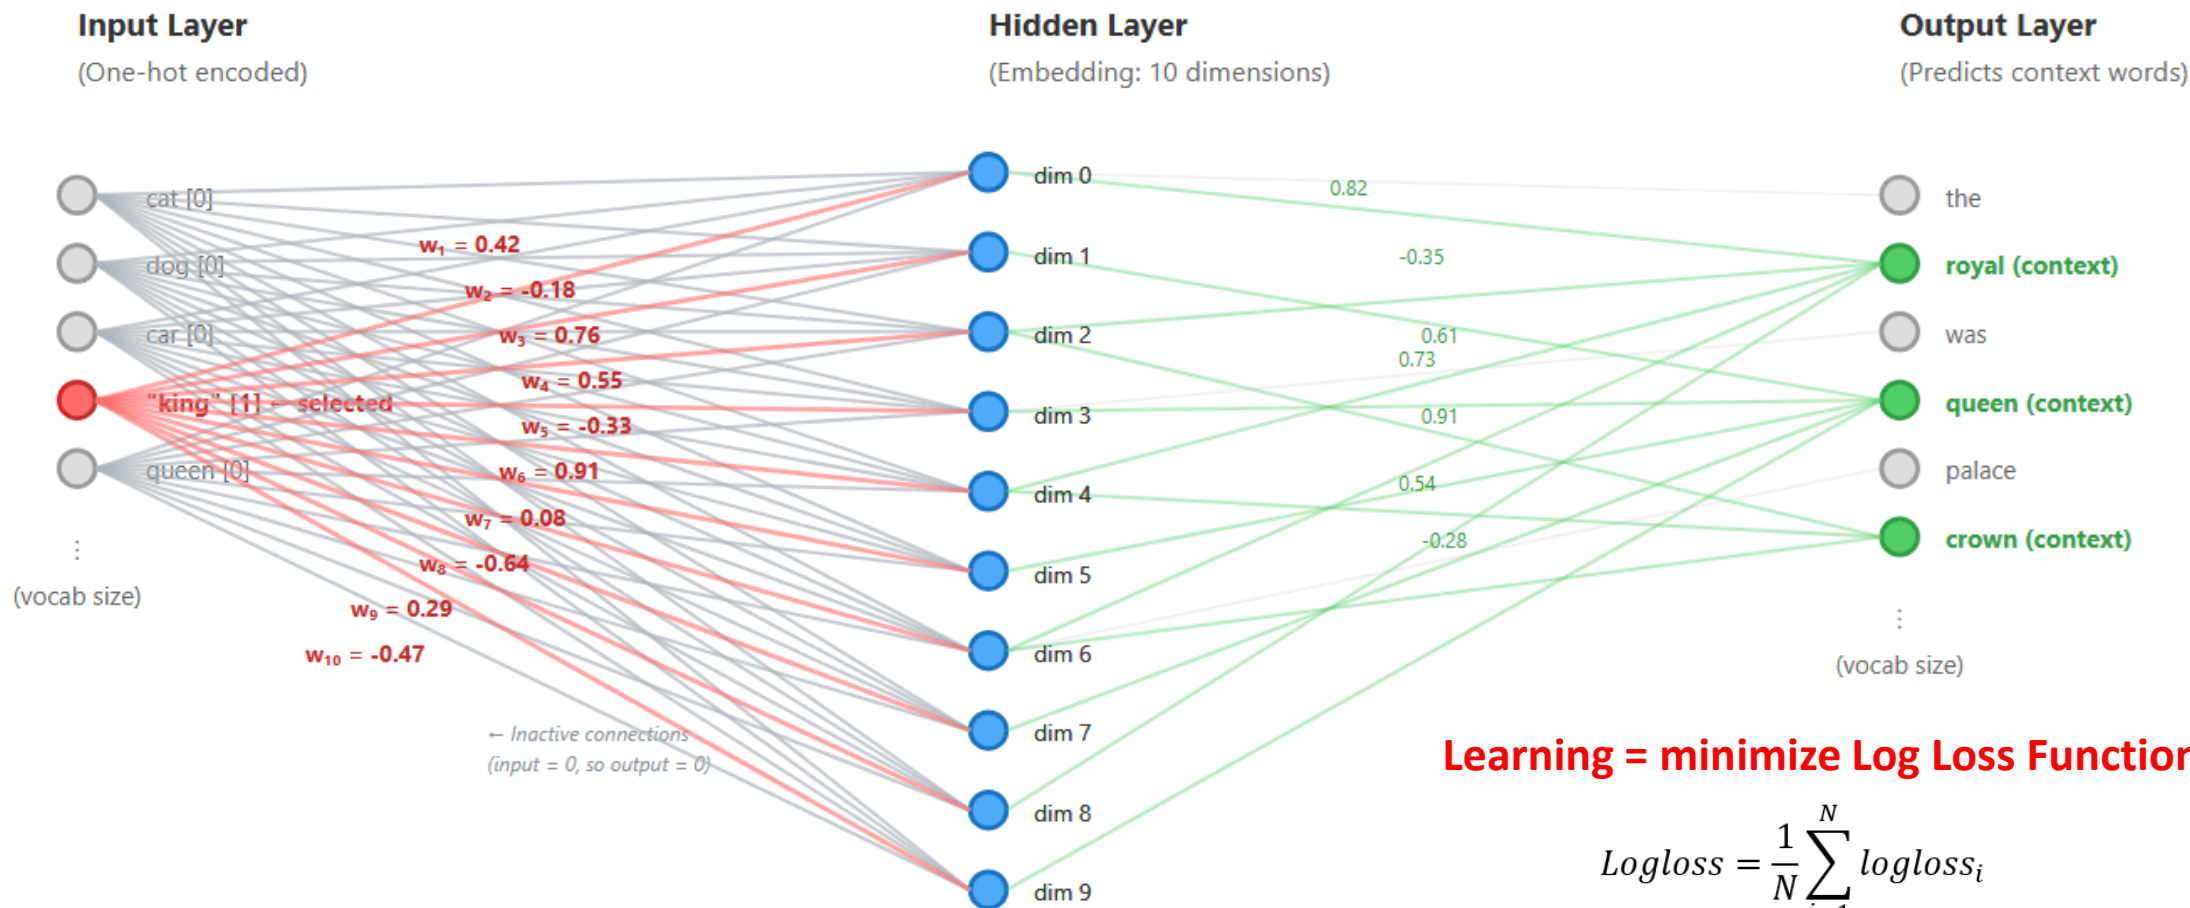 Input Layer
(One-hot encoded)
cat [0]
dog [0]
car [0]
"king" [1] ← selected
queen [0]
⋮
(vocab size)
w₁ = 0.42
w₂ = -0.18
w₃ = 0.76
w₄ = 0.55
w₅ = -0.33
w₆ = 0.91
w₇ = 0.08
w₈ = -0.64
w₉ = 0.29
w₁₀ = -0.47
← Inactive connections
(input = 0, so output = 0)
Hidden Layer
(Embedding: 10 dimensions)
dim 0
dim 1
dim 2
dim 3
dim 4
dim 5
dim 6
dim 7
dim 8
dim 9
0.82
-0.35
0.61
0.73
0.91
0.54
-0.28
Output Layer
(Predicts context words)
the
royal (context)
was
queen (context)
palace
crown (context)
⋮
(vocab size)
Learning = minimize Log Loss Function
Logloss = 1/N ∑ᴺ loglossᵢ